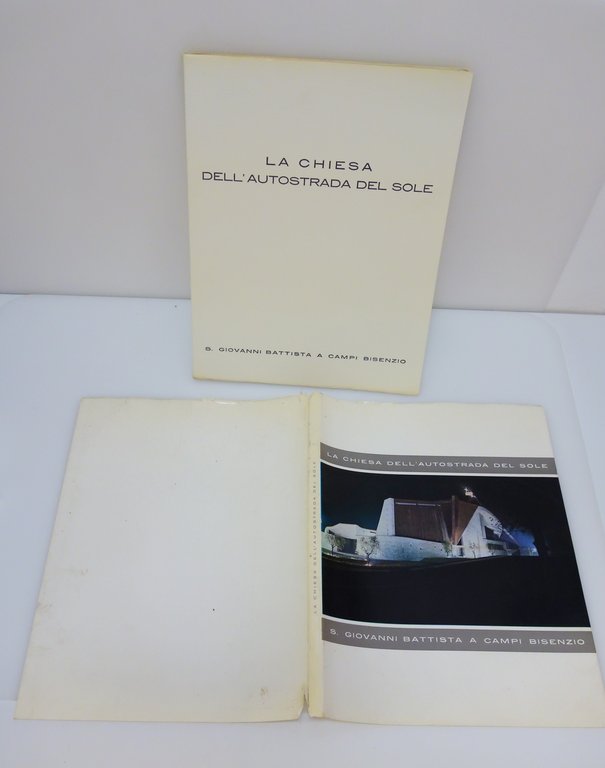 LA CHIESA
DELL'AUTOSTRADA DEL SOLE
S. GIOVANNI BATTISTA A CAMPI BISENZIO
LA CHIESA DELL'AUTOSTRADA DEL SOLE
LA CHIESA DELL'AUTOSTRADA DEL SOLE
S. GIOVANNI BATTISTA A CAMPI BISENZIO